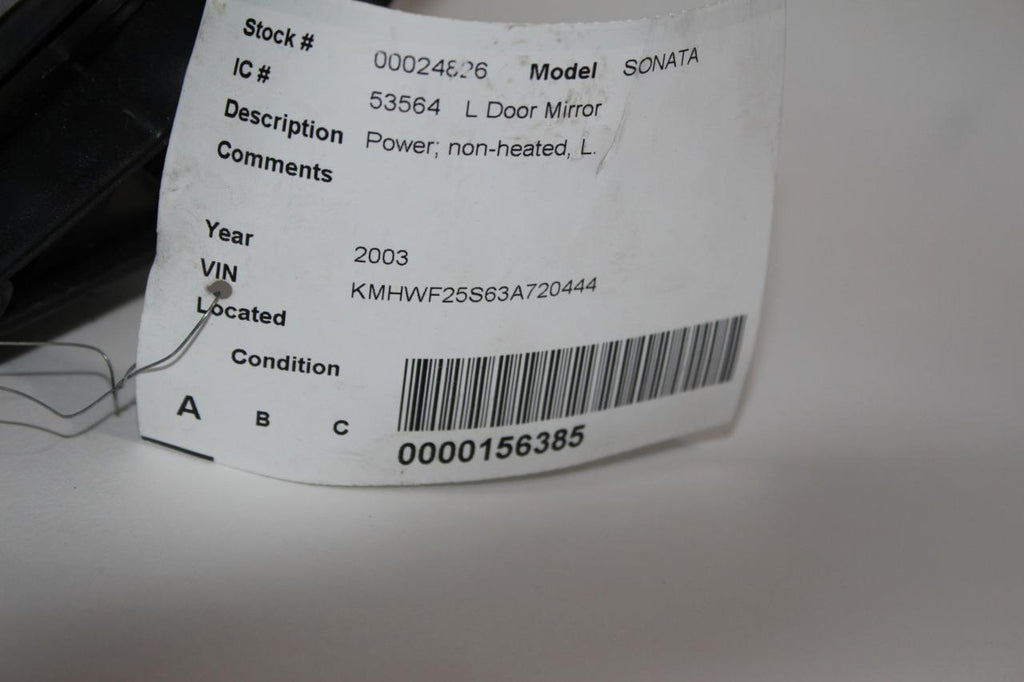 Stock # 00024826 Model SONATA
IC # 53564 L Door Mirror
Description Power; non-heated, L.
Comments
Year 2003
VIN KMHWF25S63A720444
Located
Condition
A B C
0000156385